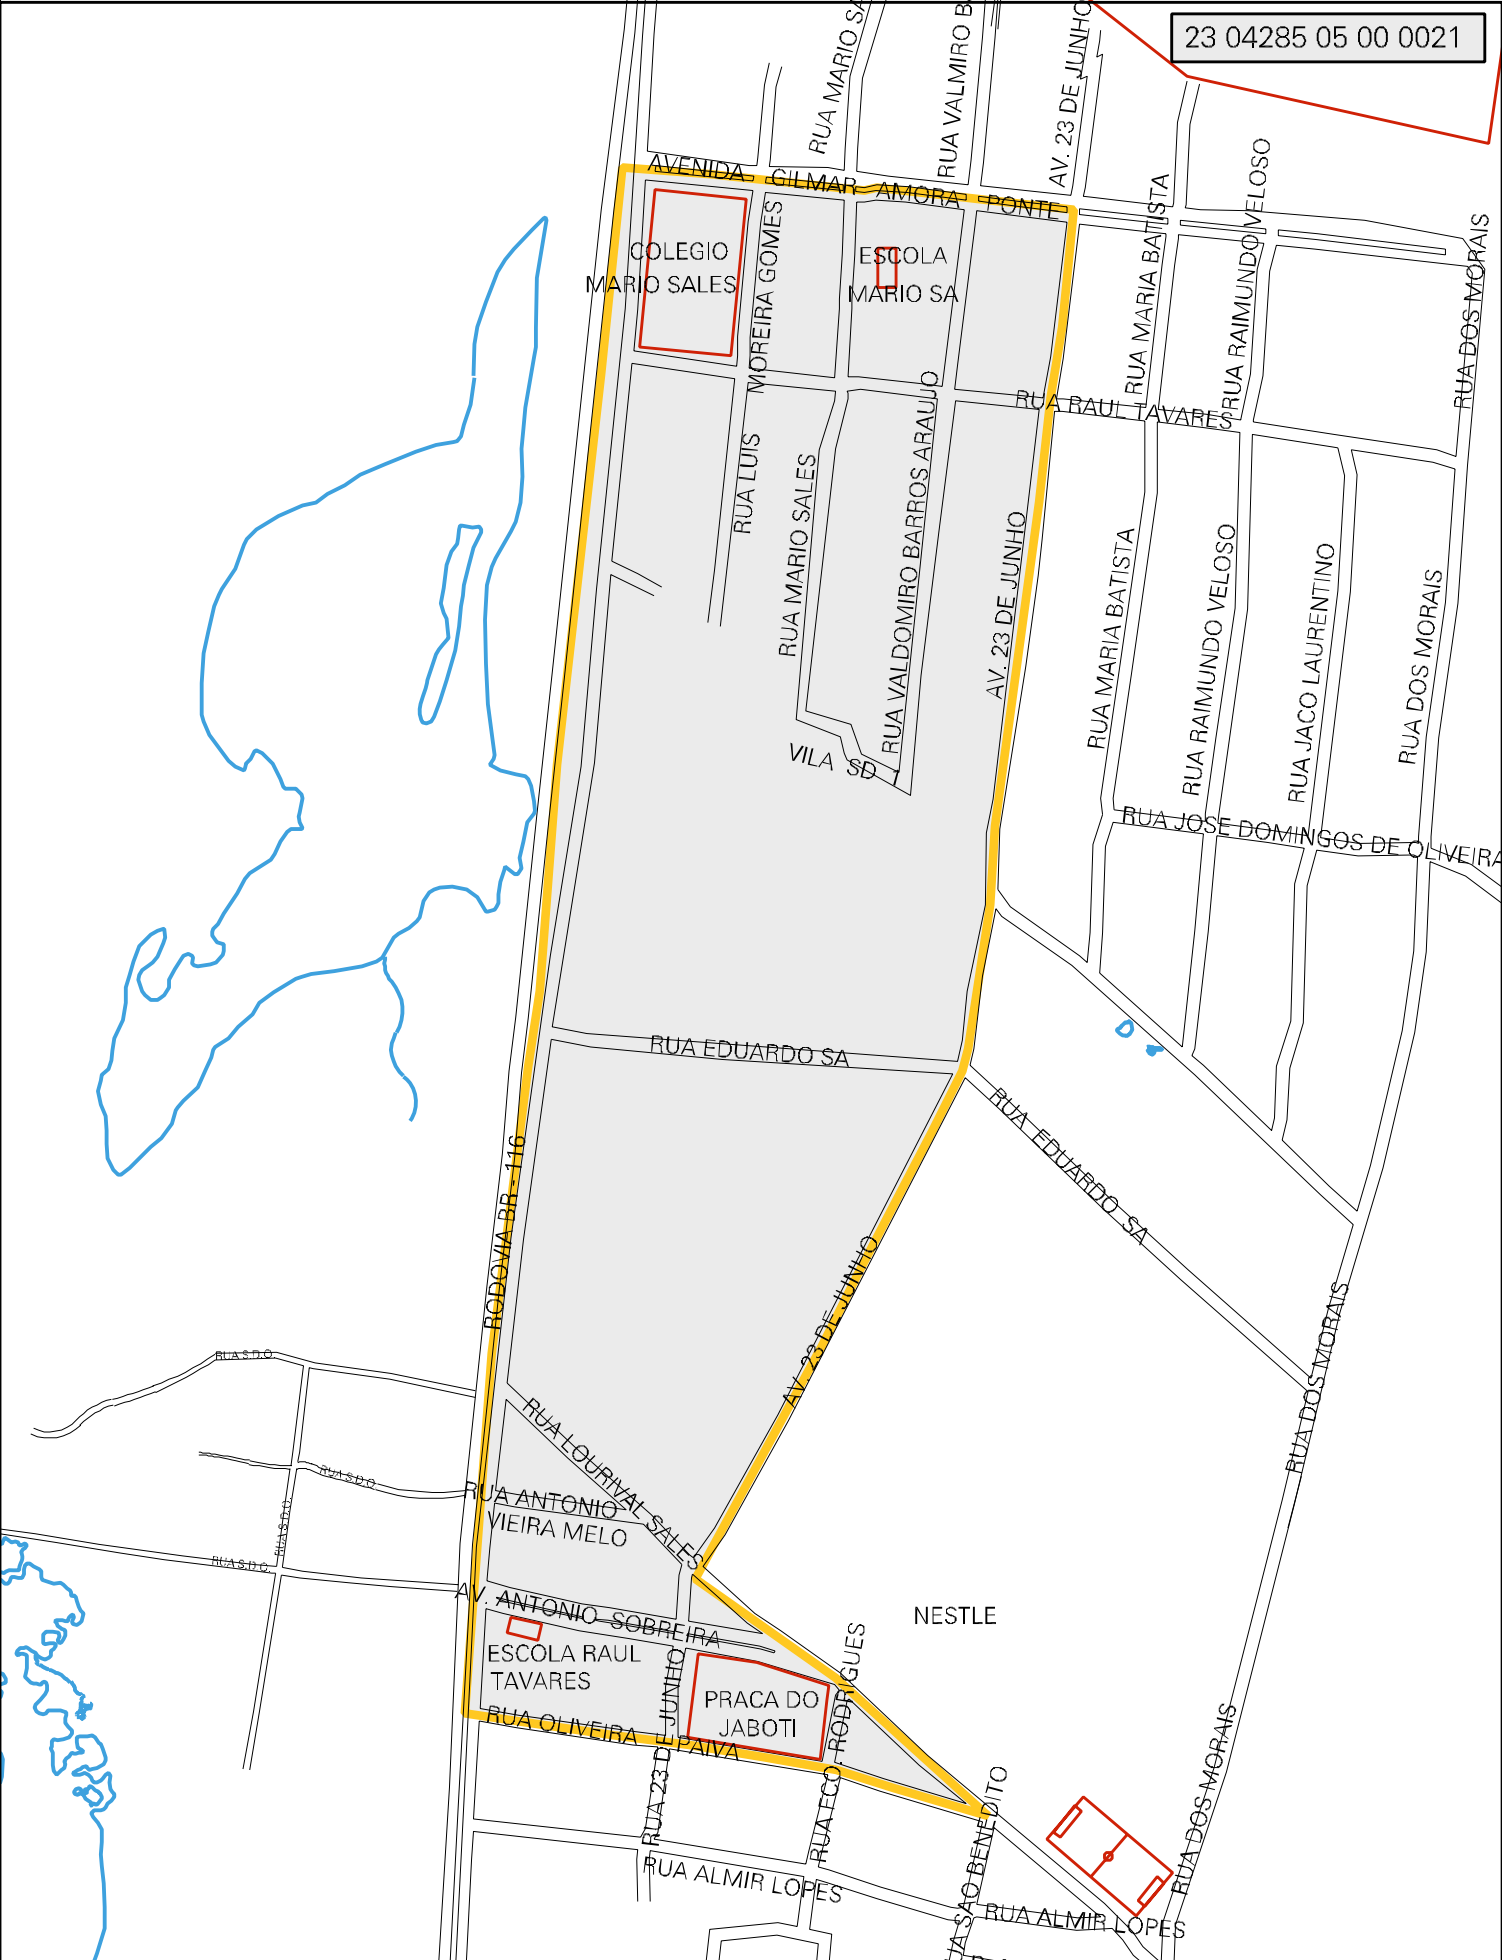 23 04285 05 00 0021
RUA MARIO SA
RUA VALMIRO B
AV. 23 DE JUNHO
AVENIDA GILMAR AMORA PONTE
COLEGIO
MARIO SALES
MOREIRA GOMES
ESCOLA
MARIO SA
RUA MARIA BATISTA
RUA RAIMUNDO VELOSO
RUA DOS MORAIS
RUA RAUL TAVARES
RUA LUIS
RUA MARIO SALES
RUA VALDOMIRO BARROS ARAUJO
AV. 23 DE JUNHO
RUA MARIA BATISTA
RUA RAIMUNDO VELOSO
RUA JACO LAURENTINO
RUA DOS MORAIS
VILA SD 1
RUA JOSE DOMINGOS DE OLIVEIRA
RUA EDUARDO SA
RUA EDUARDO SA
RODOVIA BR - 116
AV. 23 DE JUNHO
RUA DOS MORAIS
RUA S.D.O.
RUA LOURIVAL SALES
RUA S.D.O
RUA ANTONIO
VIEIRA MELO
RUA S.D.O.
RUA S.D.O.
AV. ANTONIO SOBREIRA
NESTLE
ESCOLA RAUL
TAVARES
RUA 23 DE JUNHO
PRACA DO
JABOTI
RUA FCO. RODRIGUES
RUA OLIVEIRA PAIVA
RUA DOS MORAIS
UA SAO BENEDITO
RUA ALMIR LOPES
RUA ALMIR LOPES